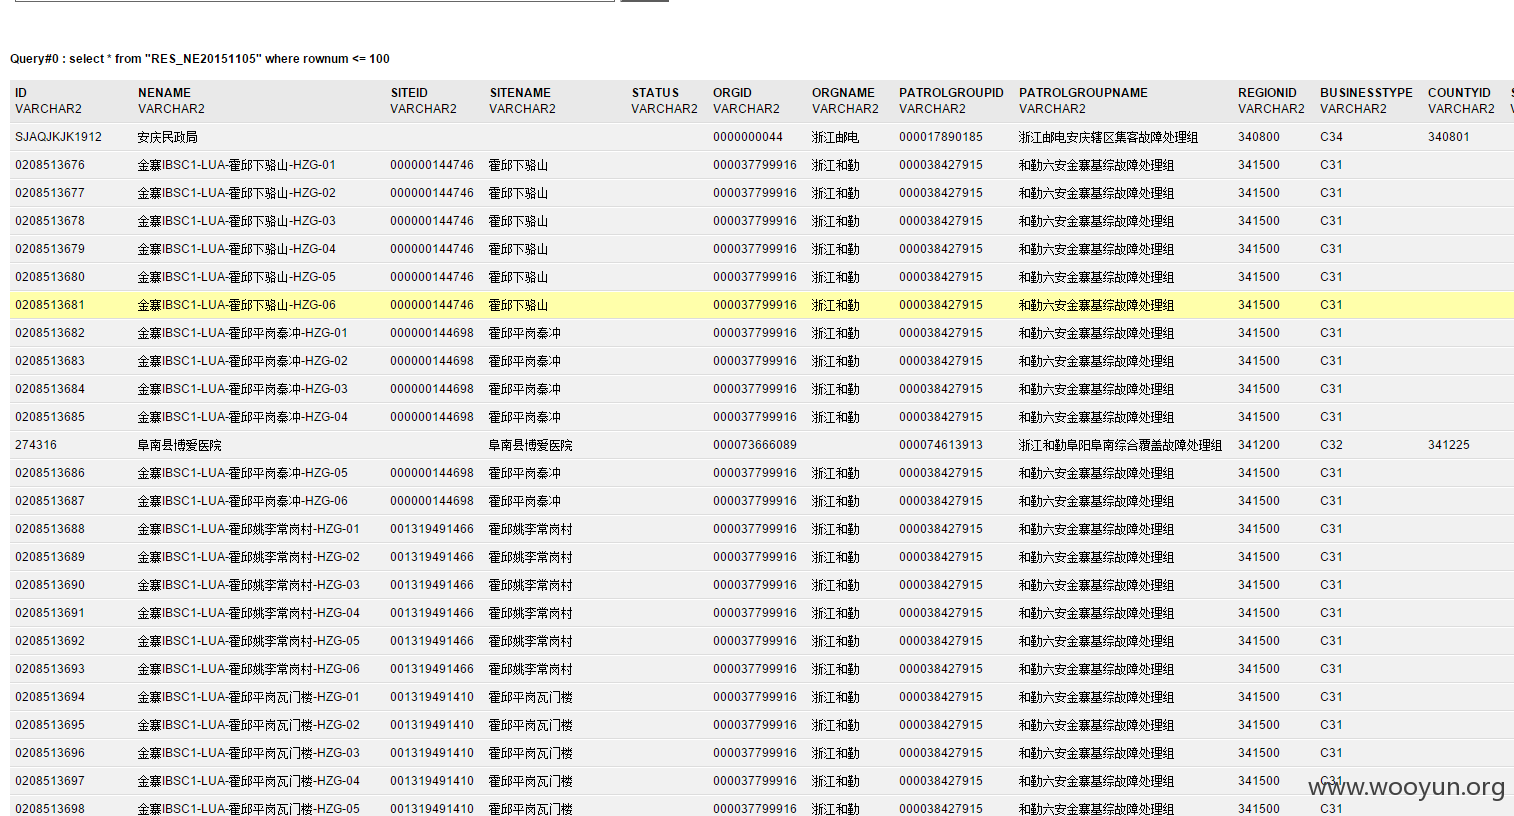 Query#0 : select * from "RES_NE20151105" where rownum <= 100
ID NENAME SITEID SITENAME STATUS ORGID ORGNAME PATROLGROUPID PATROLGROUPNAME REGIONID BUSINESSTYPE COUNTYID
VARCHAR2 VARCHAR2 VARCHAR2 VARCHAR2 VARCHAR2 VARCHAR2 VARCHAR2 VARCHAR2 VARCHAR2 VARCHAR2 VARCHAR2 VARCHAR2
SJAQJKJK1912 安庆民政局 0000000044 浙江邮电 000017890185 浙江邮电安庆辖区集客故障处理组 340800 C34 340801
0208513676 金寨IBSC1-LUA-霍邱下骆山-HZG-01 000000144746 霍邱下骆山 000037799916 浙江和勤 000038427915 和勤六安金寨基综故障处理组 341500 C31
0208513677 金寨IBSC1-LUA-霍邱下骆山-HZG-02 000000144746 霍邱下骆山 000037799916 浙江和勤 000038427915 和勤六安金寨基综故障处理组 341500 C31
0208513678 金寨IBSC1-LUA-霍邱下骆山-HZG-03 000000144746 霍邱下骆山 000037799916 浙江和勤 000038427915 和勤六安金寨基综故障处理组 341500 C31
0208513679 金寨IBSC1-LUA-霍邱下骆山-HZG-04 000000144746 霍邱下骆山 000037799916 浙江和勤 000038427915 和勤六安金寨基综故障处理组 341500 C31
0208513680 金寨IBSC1-LUA-霍邱下骆山-HZG-05 000000144746 霍邱下骆山 000037799916 浙江和勤 000038427915 和勤六安金寨基综故障处理组 341500 C31
0208513681 金寨IBSC1-LUA-霍邱下骆山-HZG-06 000000144746 霍邱下骆山 000037799916 浙江和勤 000038427915 和勤六安金寨基综故障处理组 341500 C31
0208513682 金寨IBSC1-LUA-霍邱平岗秦冲-HZG-01 000000144698 霍邱平岗秦冲 000037799916 浙江和勤 000038427915 和勤六安金寨基综故障处理组 341500 C31
0208513683 金寨IBSC1-LUA-霍邱平岗秦冲-HZG-02 000000144698 霍邱平岗秦冲 000037799916 浙江和勤 000038427915 和勤六安金寨基综故障处理组 341500 C31
0208513684 金寨IBSC1-LUA-霍邱平岗秦冲-HZG-03 000000144698 霍邱平岗秦冲 000037799916 浙江和勤 000038427915 和勤六安金寨基综故障处理组 341500 C31
0208513685 金寨IBSC1-LUA-霍邱平岗秦冲-HZG-04 000000144698 霍邱平岗秦冲 000037799916 浙江和勤 000038427915 和勤六安金寨基综故障处理组 341500 C31
274316 阜南县博爱医院 阜南县博爱医院 000073666089 000074613913 浙江和勤阜阳阜南综合覆盖故障处理组 341200 C32 341225
0208513686 金寨IBSC1-LUA-霍邱平岗秦冲-HZG-05 000000144698 霍邱平岗秦冲 000037799916 浙江和勤 000038427915 和勤六安金寨基综故障处理组 341500 C31
0208513687 金寨IBSC1-LUA-霍邱平岗秦冲-HZG-06 000000144698 霍邱平岗秦冲 000037799916 浙江和勤 000038427915 和勤六安金寨基综故障处理组 341500 C31
0208513688 金寨IBSC1-LUA-霍邱姚李常岗村-HZG-01 001319491466 霍邱姚李常岗村 000037799916 浙江和勤 000038427915 和勤六安金寨基综故障处理组 341500 C31
0208513689 金寨IBSC1-LUA-霍邱姚李常岗村-HZG-02 001319491466 霍邱姚李常岗村 000037799916 浙江和勤 000038427915 和勤六安金寨基综故障处理组 341500 C31
0208513690 金寨IBSC1-LUA-霍邱姚李常岗村-HZG-03 001319491466 霍邱姚李常岗村 000037799916 浙江和勤 000038427915 和勤六安金寨基综故障处理组 341500 C31
0208513691 金寨IBSC1-LUA-霍邱姚李常岗村-HZG-04 001319491466 霍邱姚李常岗村 000037799916 浙江和勤 000038427915 和勤六安金寨基综故障处理组 341500 C31
0208513692 金寨IBSC1-LUA-霍邱姚李常岗村-HZG-05 001319491466 霍邱姚李常岗村 000037799916 浙江和勤 000038427915 和勤六安金寨基综故障处理组 341500 C31
0208513693 金寨IBSC1-LUA-霍邱姚李常岗村-HZG-06 001319491466 霍邱姚李常岗村 000037799916 浙江和勤 000038427915 和勤六安金寨基综故障处理组 341500 C31
0208513694 金寨IBSC1-LUA-霍邱平岗瓦门楼-HZG-01 001319491410 霍邱平岗瓦门楼 000037799916 浙江和勤 000038427915 和勤六安金寨基综故障处理组 341500 C31
0208513695 金寨IBSC1-LUA-霍邱平岗瓦门楼-HZG-02 001319491410 霍邱平岗瓦门楼 000037799916 浙江和勤 000038427915 和勤六安金寨基综故障处理组 341500 C31
0208513696 金寨IBSC1-LUA-霍邱平岗瓦门楼-HZG-03 001319491410 霍邱平岗瓦门楼 000037799916 浙江和勤 000038427915 和勤六安金寨基综故障处理组 341500 C31
0208513697 金寨IBSC1-LUA-霍邱平岗瓦门楼-HZG-04 001319491410 霍邱平岗瓦门楼 000037799916 浙江和勤 000038427915 和勤六安金寨基综故障处理组 341500 C31
www.wooyun.org
0208513698 金寨IBSC1-LUA-霍邱平岗瓦门楼-HZG-05 001319491410 霍邱平岗瓦门楼 000037799916 浙江和勤 000038427915 和勤六安金寨基综故障处理组 341500 C31